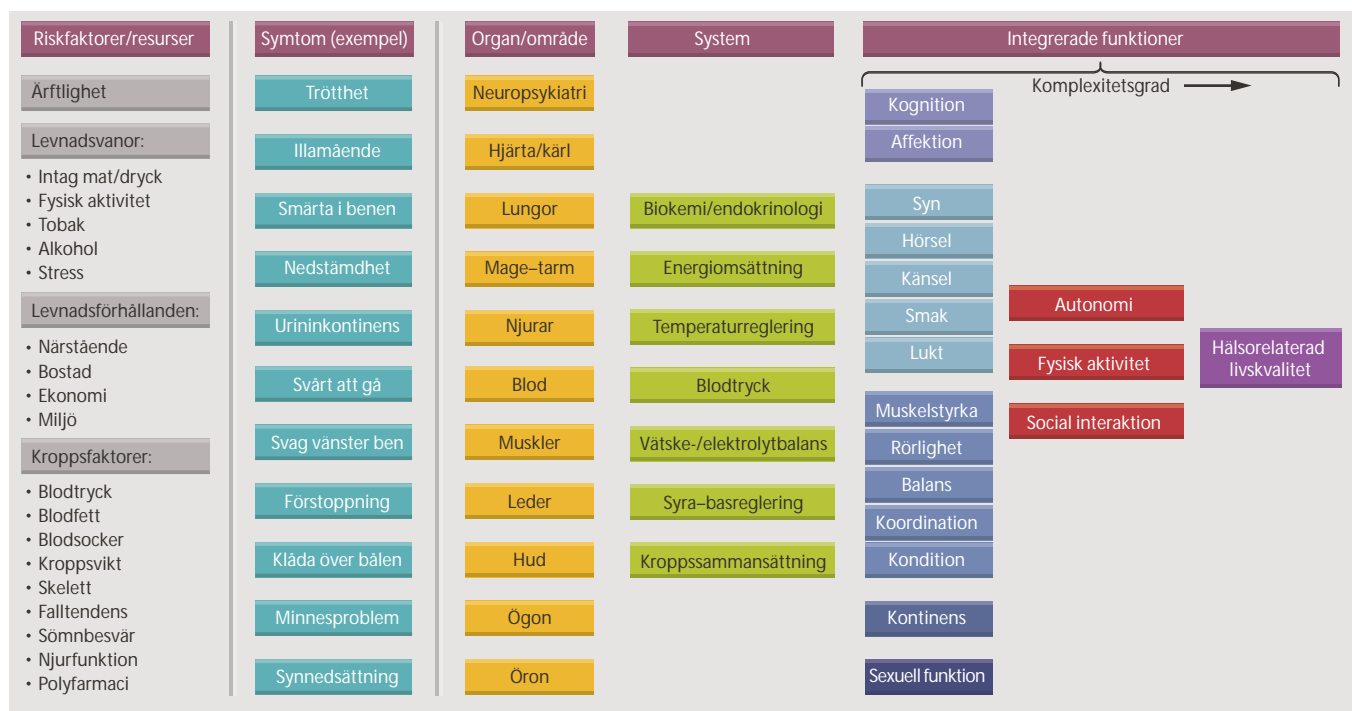 Riskfaktorer/resurser
Ärftlighet
Levnadsvanor:
• Intag mat/dryck
• Fysisk aktivitet
• Tobak
• Alkohol
• Stress
Levnadsförhållanden:
• Närstående
• Bostad
• Ekonomi
• Miljö
Kroppsfaktorer:
• Blodtryck
• Blodfett
• Blodsocker
• Kroppsvikt
• Skelett
• Falltendens
• Sömnbesvär
• Njurfunktion
• Polyfarmaci
Symtom (exempel)
Trötthet
Illamående
Smärta i benen
Nedstämdhet
Urininkontinens
Svårt att gå
Svag vänster ben
Förstoppning
Klåda över bålen
Minnesproblem
Synnedsättning
Organ/område
Neuropsykiatri
Hjärta/kärl
Lungor
Mage–tarm
Njurar
Blod
Muskler
Leder
Hud
Ögon
Öron
System
Biokemi/endokrinologi
Energiomsättning
Temperaturreglering
Blodtryck
Vätske-/elektrolytbalans
Syra–basreglering
Kroppssammansättning
Integrerade funktioner
Komplexitetsgrad
Kognition
Affektion
Syn
Hörsel
Känsel
Smak
Lukt
Muskelstyrka
Rörlighet
Balans
Koordination
Kondition
Kontinens
Sexuell funktion
Autonomi
Fysisk aktivitet
Social interaktion
Hälsorelaterad
livskvalitet